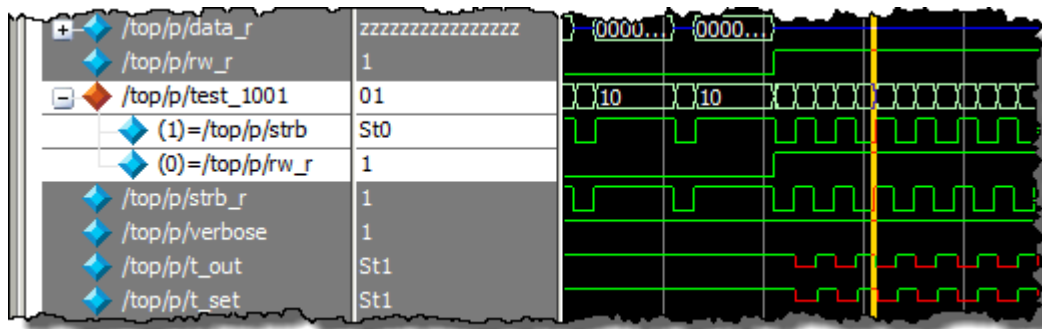 /top/p/data_r zzzzzzzzzzzzzzzz 0000... 0000...
/top/p/rw_r 1
/top/p/test_1001 01 10 10
(1)=/top/p/strb St0
(0)=/top/p/rw_r 1
/top/p/strb_r 1
/top/p/verbose 1
/top/p/t_out St1
/top/p/t_set St1